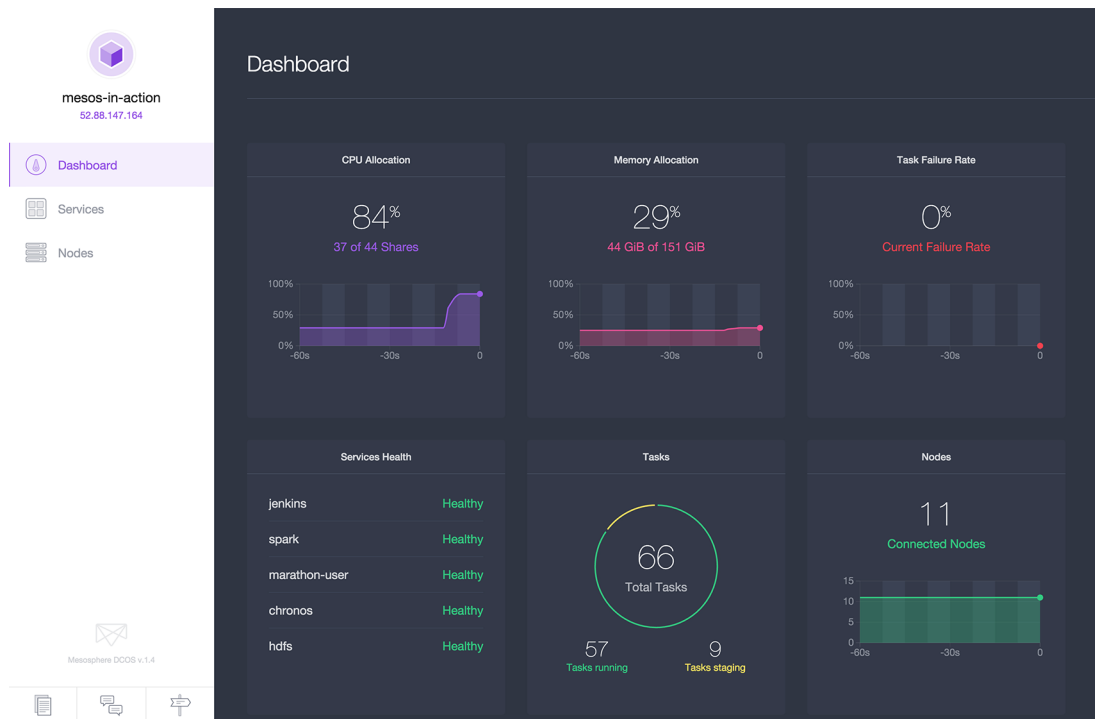 mesos-in-action
52.88.147.164
Dashboard
Services
Nodes
Mesosphere DCOS v.1.4
Dashboard
CPU Allocation
84%
37 of 44 Shares
100%
50%
0%
-60s -30s 0
Memory Allocation
29%
44 GiB of 151 GiB
100%
50%
0%
-60s -30s 0
Task Failure Rate
0%
Current Failure Rate
100%
50%
0%
-60s -30s 0
Services Health
jenkins Healthy
spark Healthy
marathon-user Healthy
chronos Healthy
hdfs Healthy
Tasks
66
Total Tasks
57 9
Tasks running Tasks staging
Nodes
11
Connected Nodes
15
10
5
0
-60s -30s 0